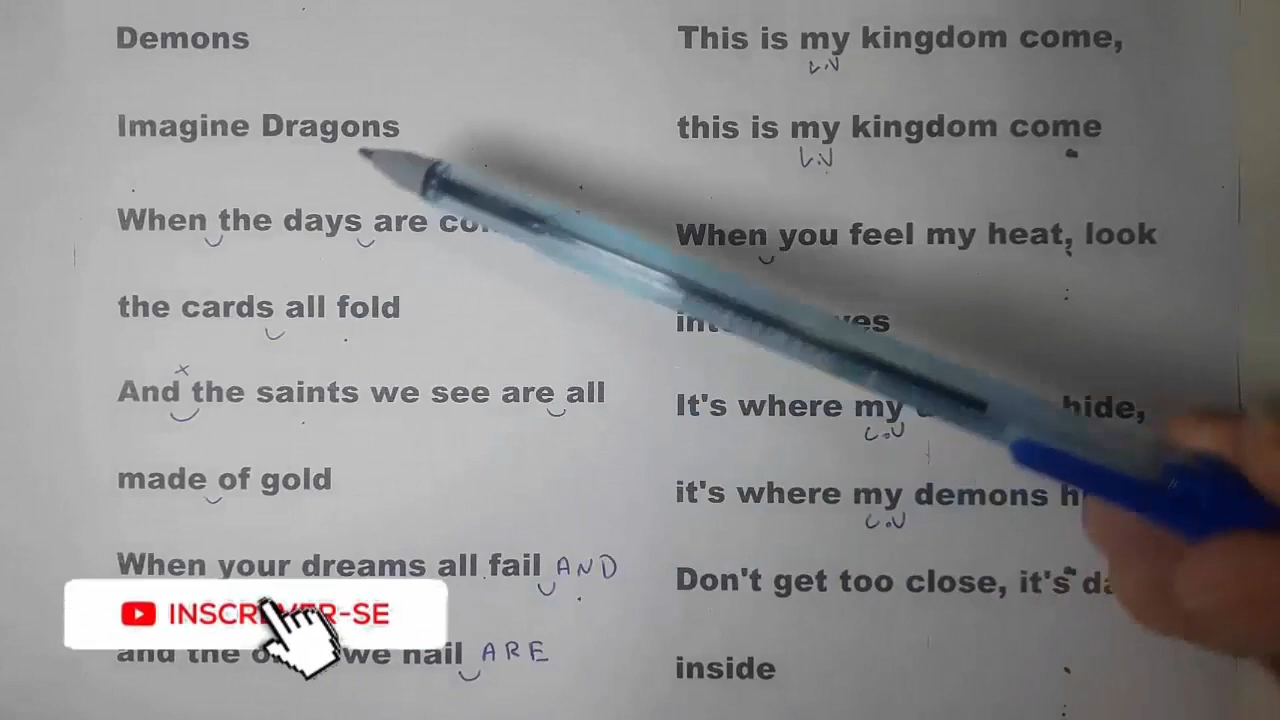 Demons
Imagine Dragons
When the days are
the cards all fold
And the saints we see are all
made of gold
When your dreams all fail AND
INSCREVER-SE
and the we hail ARE
This is my kingdom come,
L.V
this is my kingdom come
L.V
When you feel my heat, look
It's where my hide,
L.V
it's where my demons
L.V
Don't get too close, it's
inside